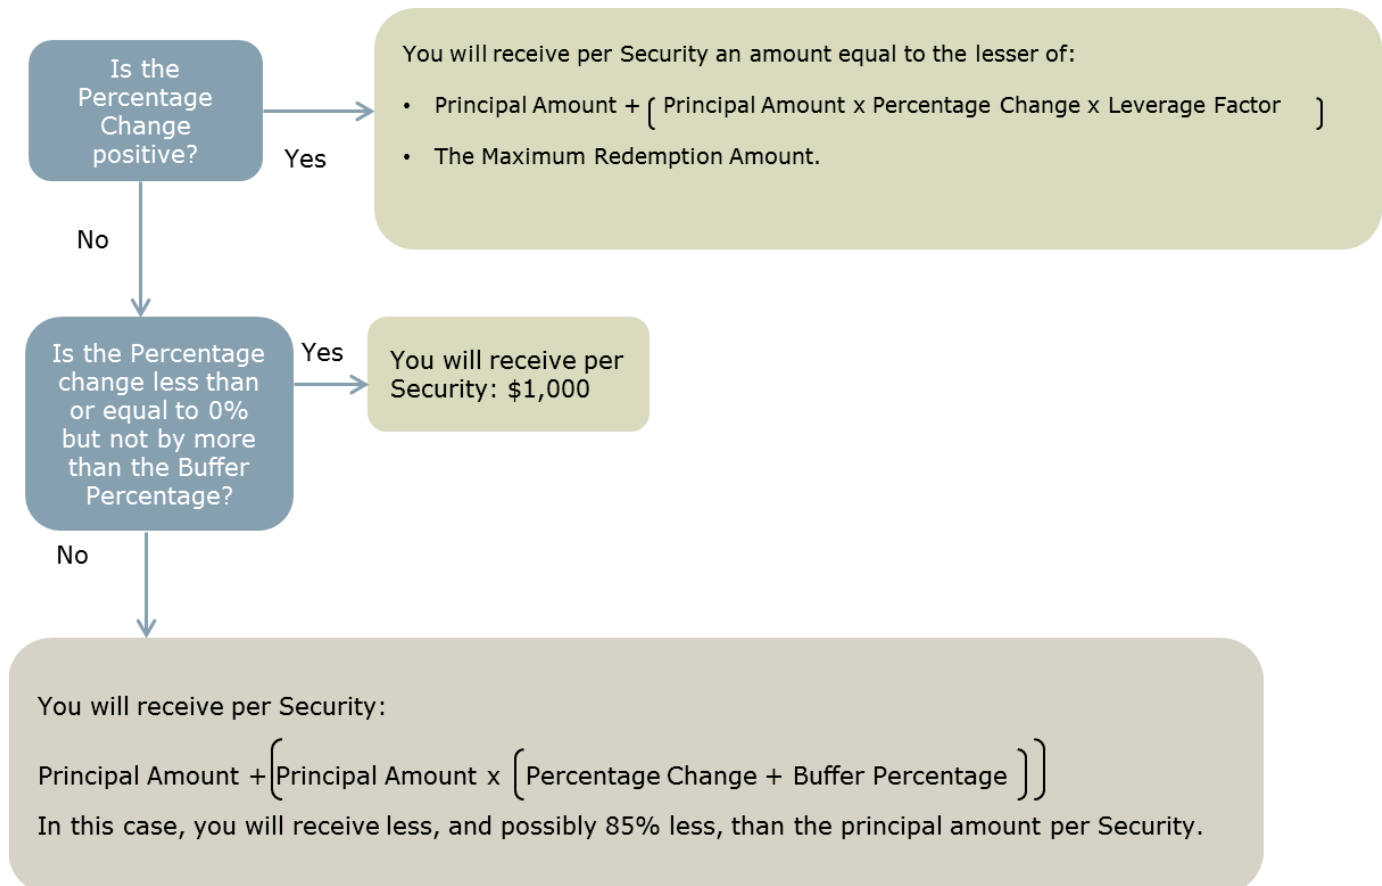 Is the
Percentage
Change
positive?
Yes
You will receive per Security an amount equal to the lesser of:
• Principal Amount + ( Principal Amount x Percentage Change x Leverage Factor )
• The Maximum Redemption Amount.
No
Is the Percentage
change less than
or equal to 0%
but not by more
than the Buffer
Percentage?
Yes
You will receive per
Security: $1,000
No
You will receive per Security:
Principal Amount + (Principal Amount x (Percentage Change + Buffer Percentage ))
In this case, you will receive less, and possibly 85% less, than the principal amount per Security.